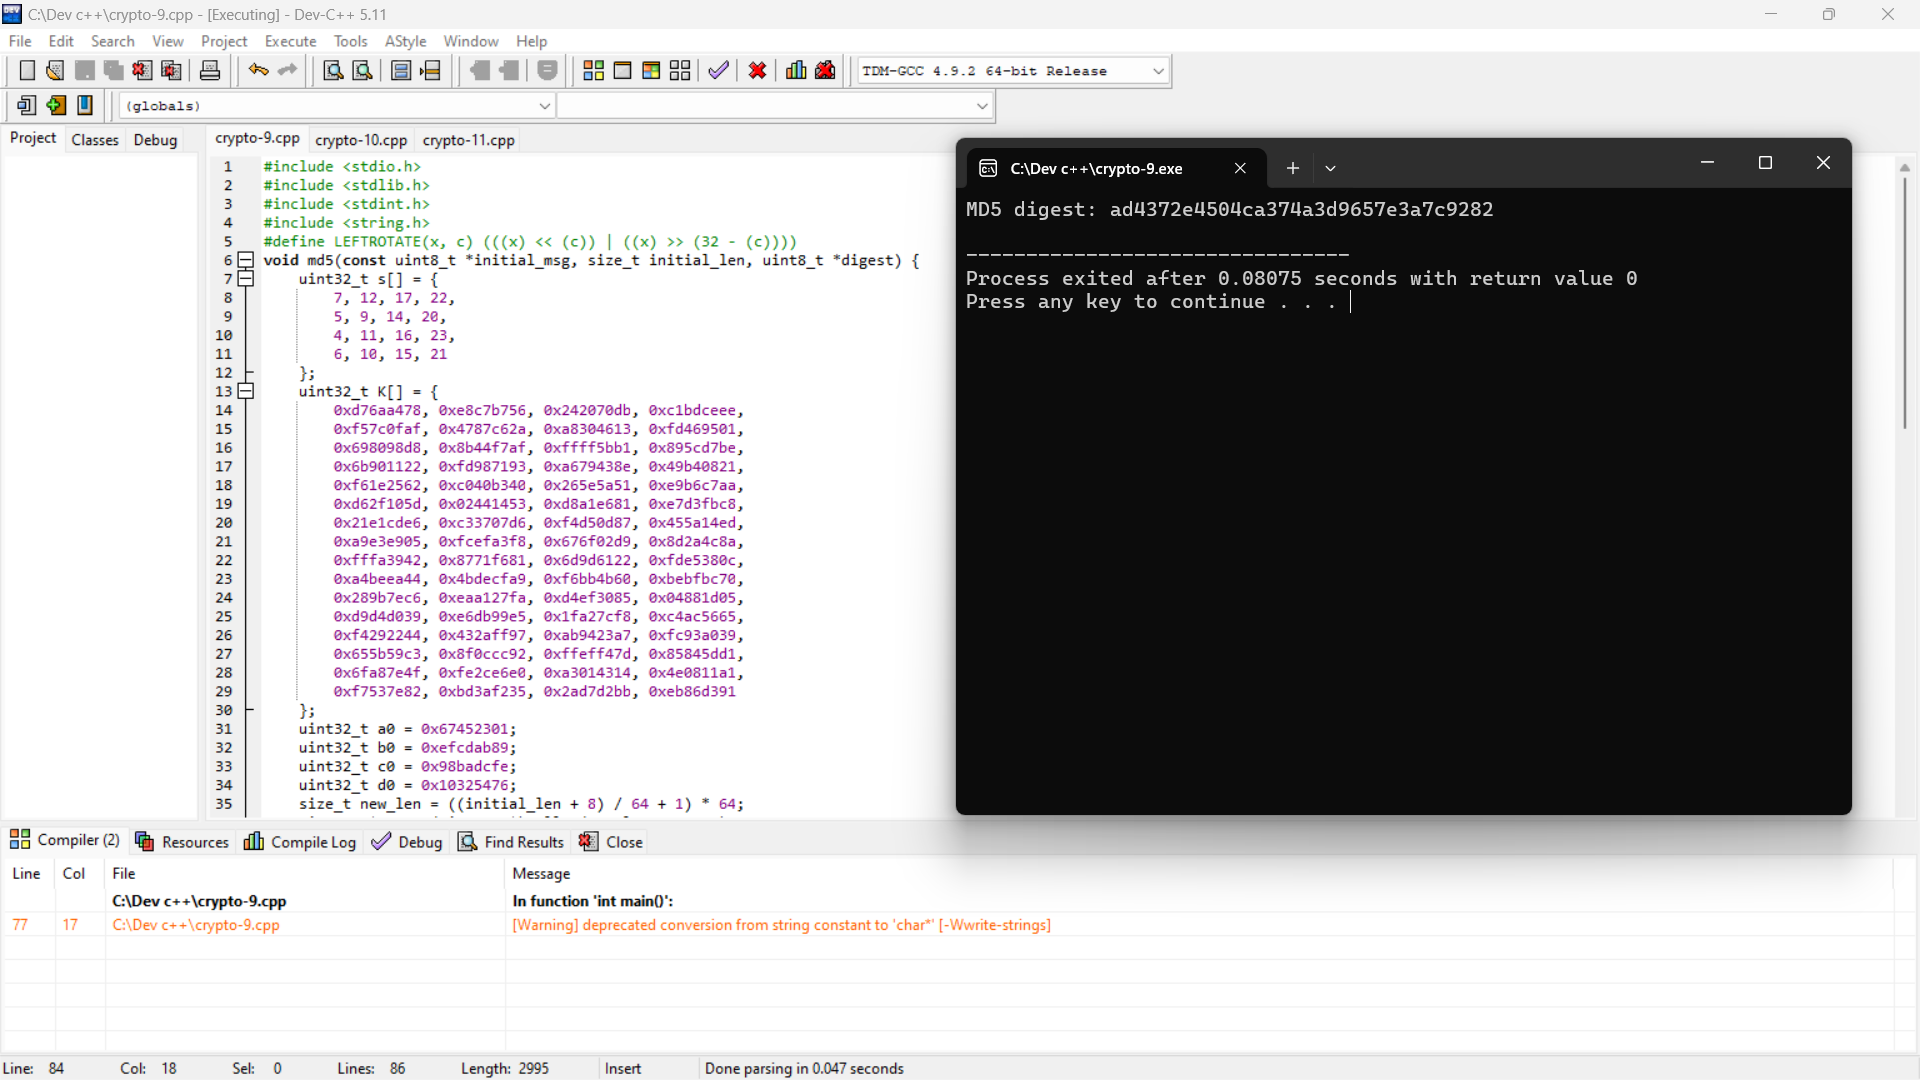 C:\Dev c++\crypto-9.cpp - [Executing] - Dev-C++ 5.11
File Edit Search View Project Execute Tools AStyle Window Help
TDM-GCC 4.9.2 64-bit Release
(globals)
Project Classes Debug
crypto-9.cpp crypto-10.cpp crypto-11.cpp
1 #include <stdio.h>
2 #include <stdlib.h>
3 #include <stdint.h>
4 #include <string.h>
5 #define LEFTROTATE(x, c) (((x) << (c)) | ((x) >> (32 - (c))))
6 void md5(const uint8_t *initial_msg, size_t initial_len, uint8_t *digest) {
7 uint32_t s[] = {
8 7, 12, 17, 22,
9 5, 9, 14, 20,
10 4, 11, 16, 23,
11 6, 10, 15, 21
12 };
13 uint32_t K[] = {
14 0xd76aa478, 0xe8c7b756, 0x242070db, 0xc1bdceee,
15 0xf57c0faf, 0x4787c62a, 0xa8304613, 0xfd469501,
16 0x698098d8, 0x8b44f7af, 0xffff5bb1, 0x895cd7be,
17 0x6b901122, 0xfd987193, 0xa679438e, 0x49b40821,
18 0xf61e2562, 0xc040b340, 0x265e5a51, 0xe9b6c7aa,
19 0xd62f105d, 0x02441453, 0xd8a1e681, 0xe7d3fbc8,
20 0x21e1cde6, 0xc33707d6, 0xf4d50d87, 0x455a14ed,
21 0xa9e3e905, 0xfcefa3f8, 0x676f02d9, 0x8d2a4c8a,
22 0xfffa3942, 0x8771f681, 0x6d9d6122, 0xfde5380c,
23 0xa4beea44, 0x4bdecfa9, 0xf6bb4b60, 0xbebfbc70,
24 0x289b7ec6, 0xeaa127fa, 0xd4ef3085, 0x04881d05,
25 0xd9d4d039, 0xe6db99e5, 0x1fa27cf8, 0xc4ac5665,
26 0xf4292244, 0x432aff97, 0xab9423a7, 0xfc93a039,
27 0x655b59c3, 0x8f0ccc92, 0xffeff47d, 0x85845dd1,
28 0x6fa87e4f, 0xfe2ce6e0, 0xa3014314, 0x4e0811a1,
29 0xf7537e82, 0xbd3af235, 0x2ad7d2bb, 0xeb86d391
30 };
31 uint32_t a0 = 0x67452301;
32 uint32_t b0 = 0xefcdab89;
33 uint32_t c0 = 0x98badcfe;
34 uint32_t d0 = 0x10325476;
35 size_t new_len = ((initial_len + 8) / 64 + 1) * 64;
C:\Dev c++\crypto-9.exe
MD5 digest: ad4372e4504ca374a3d9657e3a7c9282
--------------------------------
Process exited after 0.08075 seconds with return value 0
Press any key to continue . . .
Compiler (2) Resources Compile Log Debug Find Results Close
Line Col File Message
C:\Dev c++\crypto-9.cpp In function 'int main()':
77 17 C:\Dev c++\crypto-9.cpp [Warning] deprecated conversion from string constant to 'char*' [-Wwrite-strings]
Line: 84 Col: 18 Sel: 0 Lines: 86 Length: 2995 Insert Done parsing in 0.047 seconds